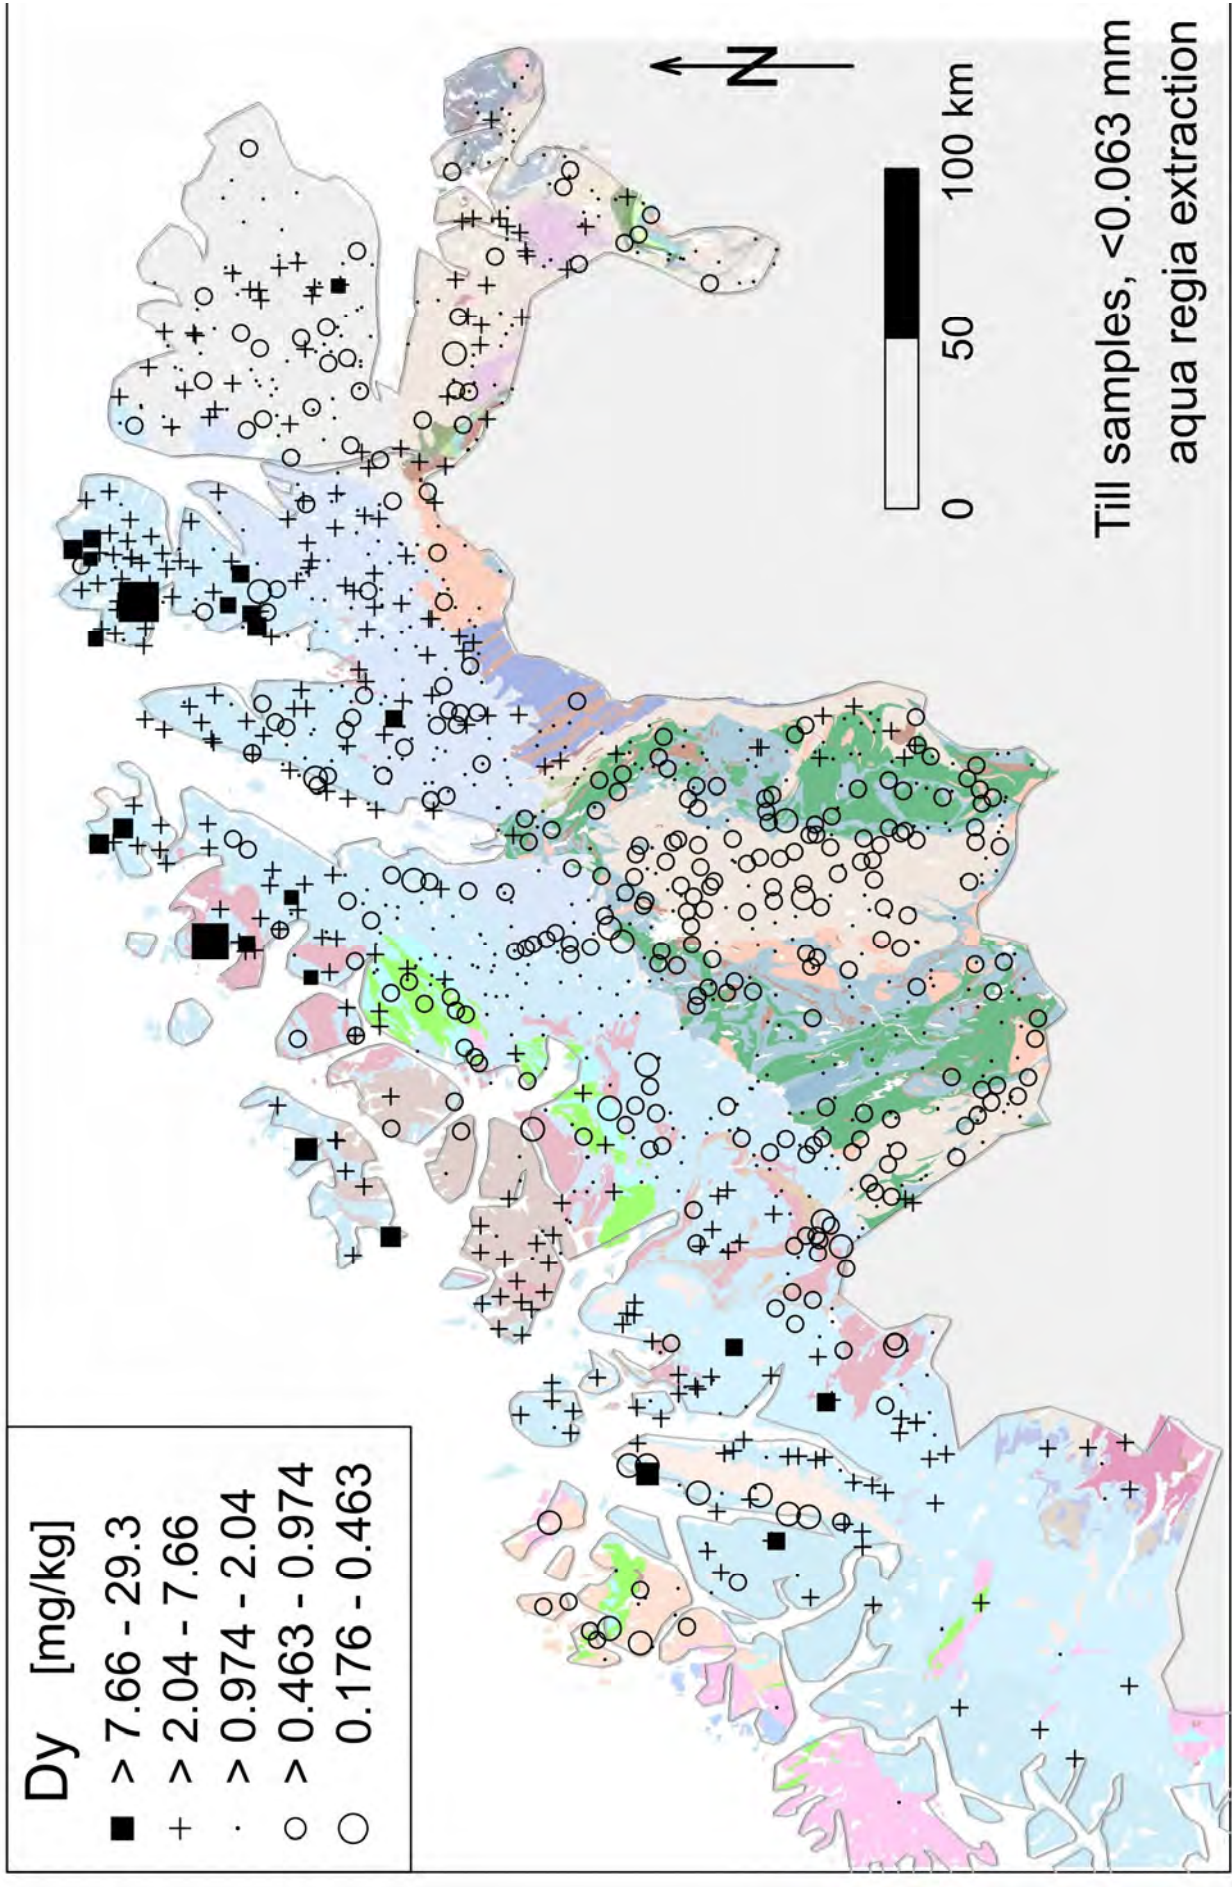 Dy [mg/kg]
> 7.66 - 29.3
> 2.04 - 7.66
> 0.974 - 2.04
> 0.463 - 0.974
0.176 - 0.463
N
0 50 100 km
Till samples, <0.063 mm
aqua regia extraction